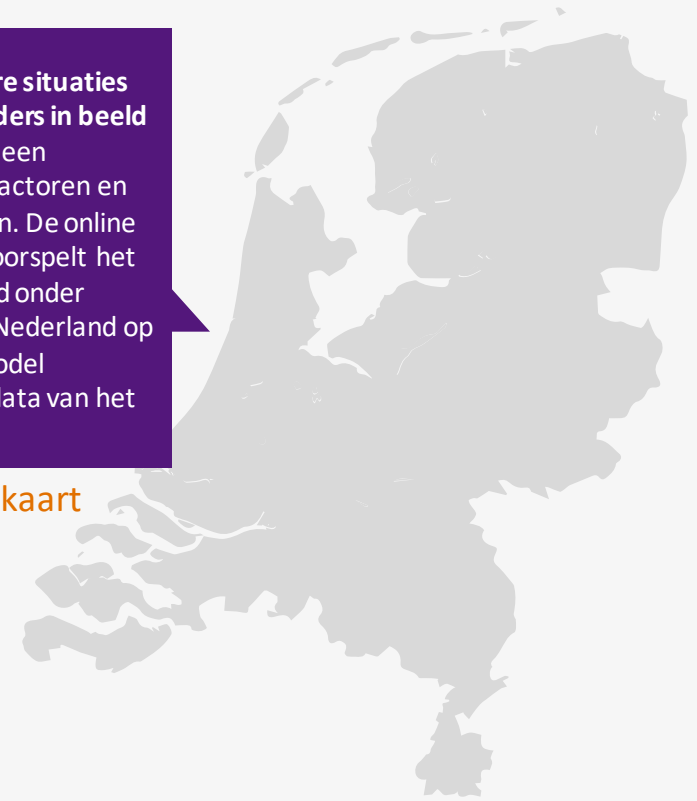 re situaties
ders in beeld
een
actoren en
n. De online
oorspelt het
d onder
Nederland op
odel
data van het
kaart